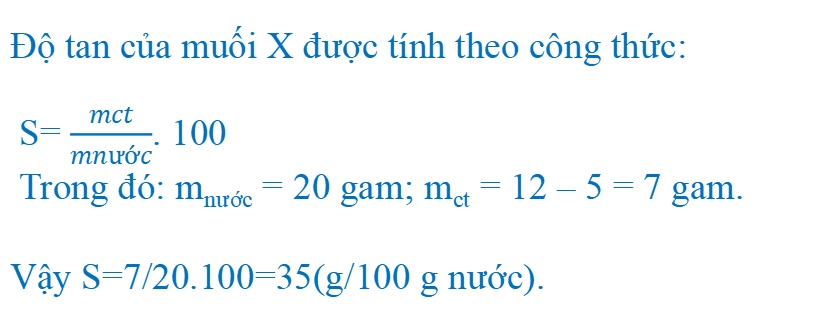 Độ tan của muối X được tính theo công thức:
S= mct/mnước. 100
Trong đó: mnước = 20 gam; mct = 12 – 5 = 7 gam.
Vậy S=7/20.100=35(g/100 g nước).